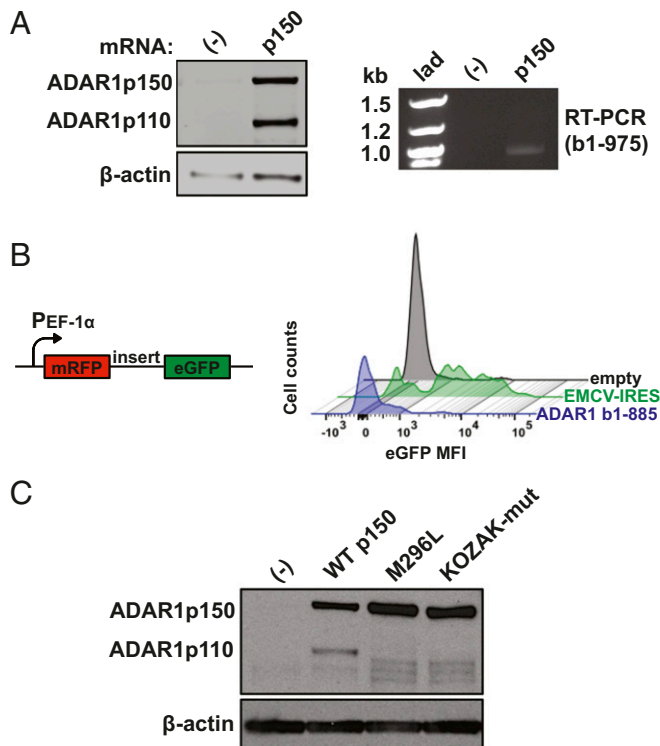 A
mRNA: (-) p150
ADAR1p150
ADAR1p110
β-actin
kb lad (-) p150
1.5
1.2
1.0
RT-PCR
(b1-975)
B
PEF-1α
mRFP insert eGFP
Cell counts
empty
EMCV-IRES
ADAR1 b1-885
-10³ 0 10³ 10⁴ 10⁵
eGFP MFI
C
(-) WT p150 M296L KOZAK-mut
ADAR1p150
ADAR1p110
β-actin